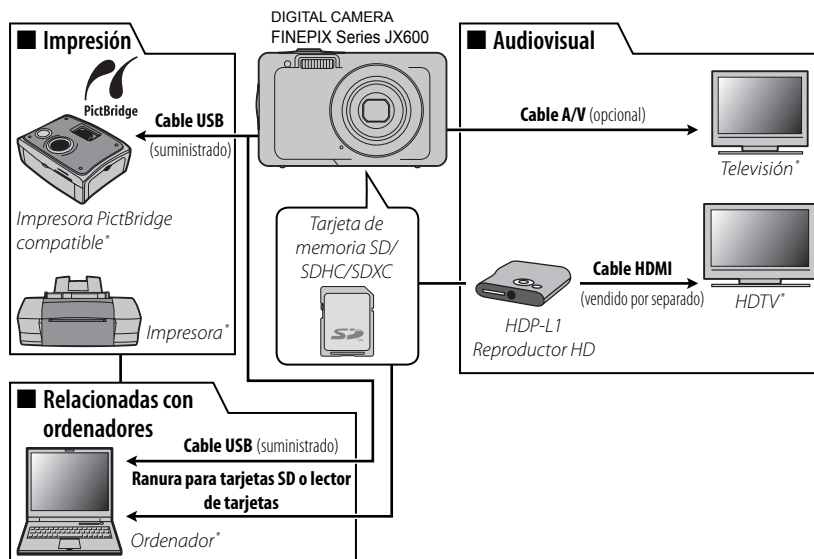 DIGITAL CAMERA
FINEPIX Series JX600
■ Impresión
PictBridge
Cable USB
(suministrado)
Impresora PictBridge
compatible*
Impresora*
■ Audiovisual
Cable A/V (opcional)
Televisión*
Tarjeta de
memoria SD/
SDHC/SDXC
SD
HDP-L1
Reproductor HD
Cable HDMI
(vendido por separado)
HDTV*
■ Relacionadas con
ordenadores
Cable USB (suministrado)
Ranura para tarjetas SD o lector
de tarjetas
Ordenador*